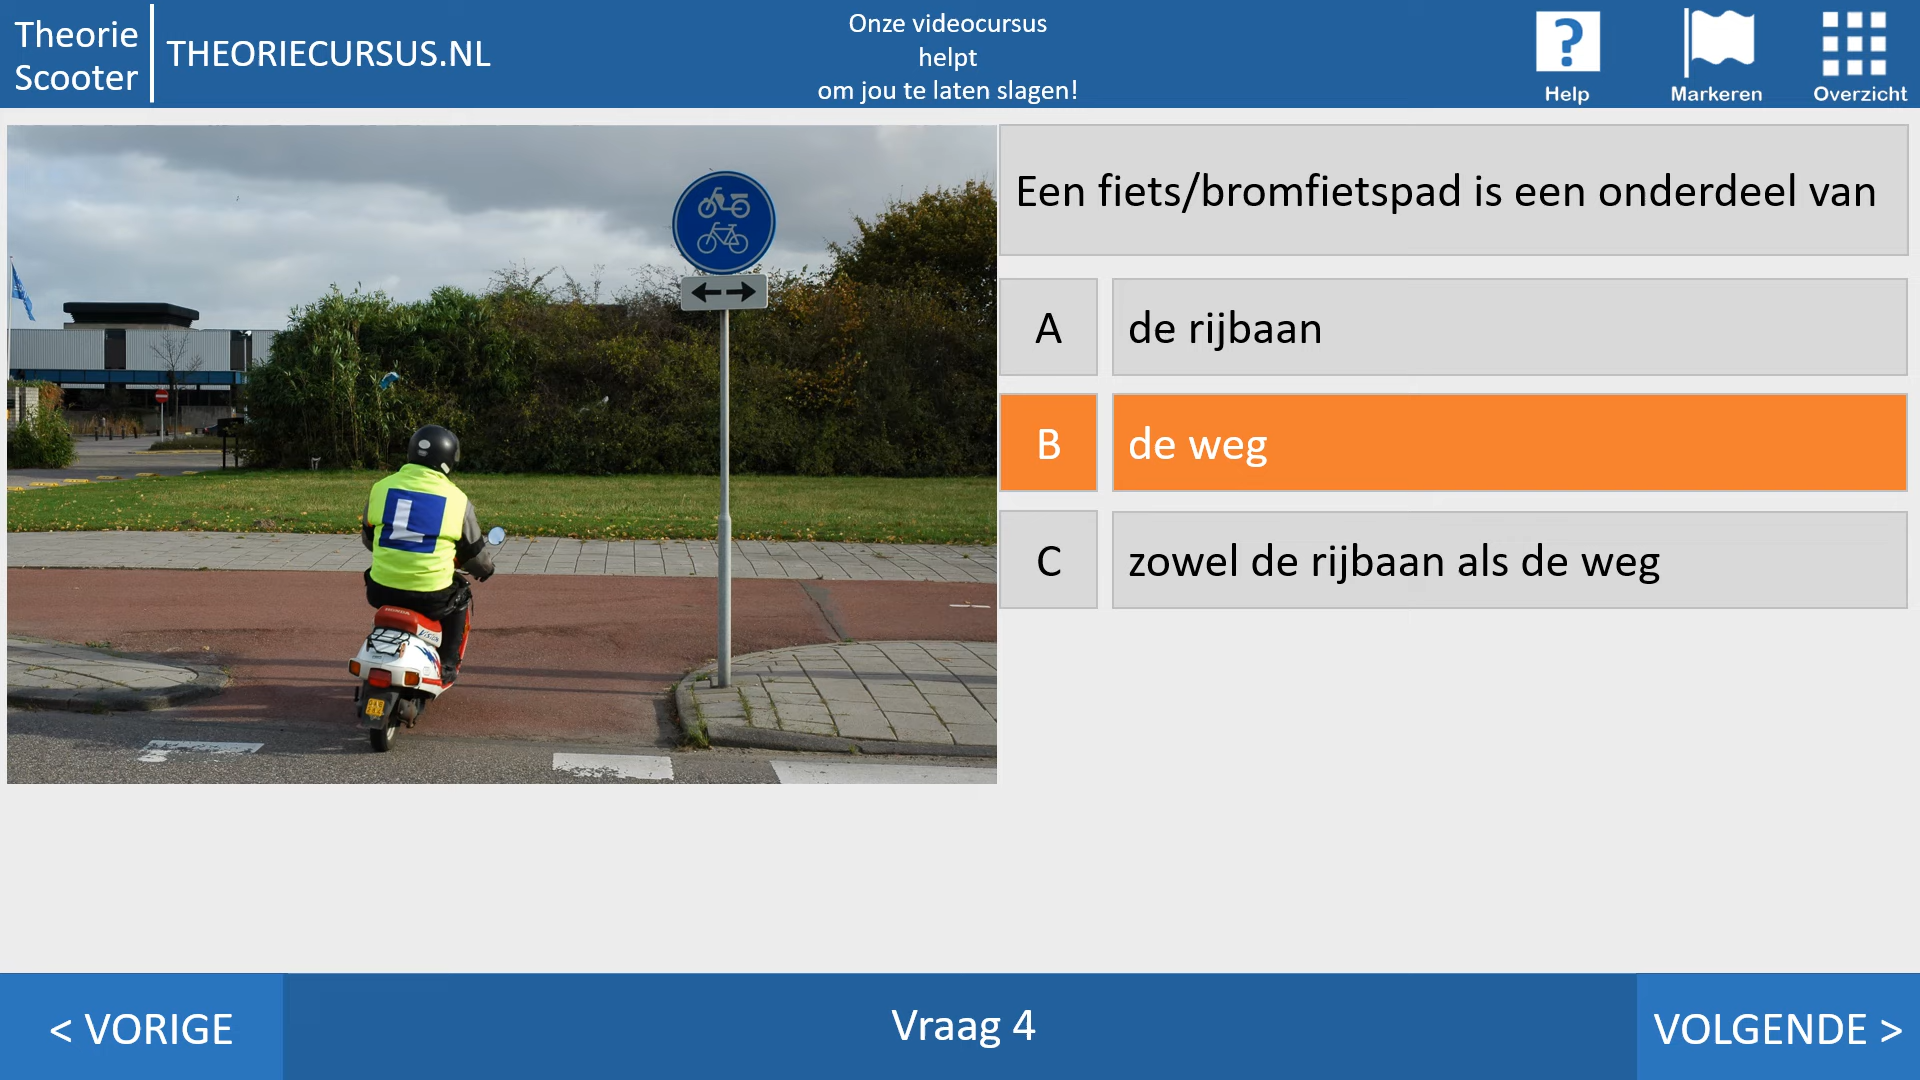 Theorie
Scooter
THEORIECURSUS.NL
Onze videocursus
helpt
om jou te laten slagen!
?
Help
Markeren
Overzicht
L
Een fiets/bromfietspad is een onderdeel van
A
de rijbaan
B
de weg
C
zowel de rijbaan als de weg
< VORIGE
Vraag 4
VOLGENDE >